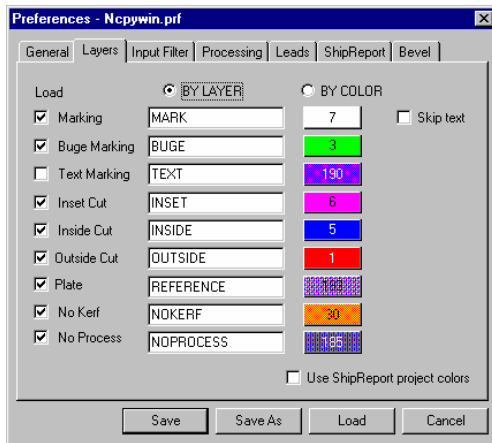 Preferences - Ncpywin.prf
General Layers Input Filter Processing Leads ShipReport Bevel
Load BY LAYER BY COLOR
Marking MARK 7 Skip text
Buge Marking BUGE 3
Text Marking TEXT 190
Inset Cut INSET 6
Inside Cut INSIDE 5
Outside Cut OUTSIDE 1
Plate REFERENCE
No Kerf NOKERF 30
No Process NOPROCESS 185
Use ShipReport project colors
Save Save As Load Cancel